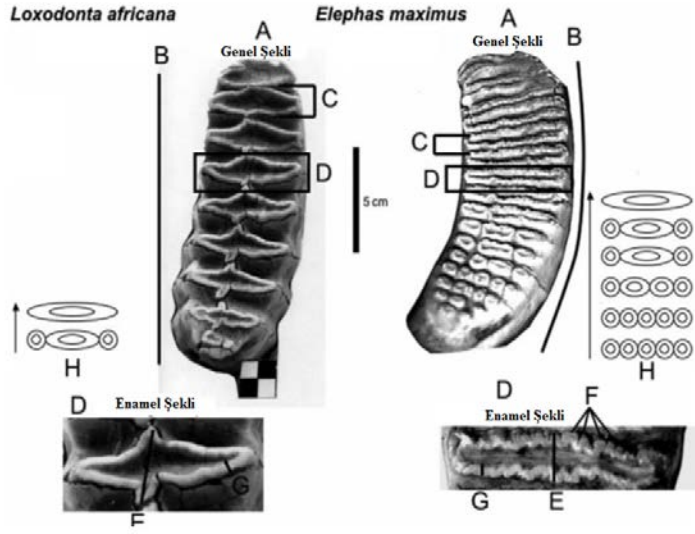 Loxodonta africana
A
Genel Şekli
B
C
D
5 cm
H
D
Enamel Şekli
G
E
Elephas maximus
A
Genel Şekli
B
C
D
H
D
Enamel Şekli
F
G
E